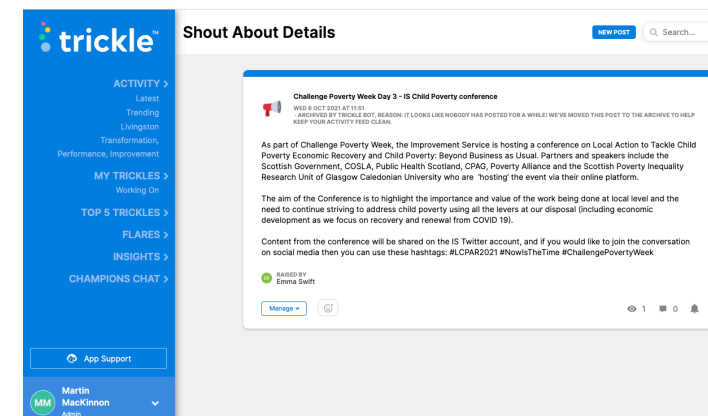 trickle™
Shout About Details
NEW POST
Search...
ACTIVITY >
Latest
Trending
Livingston
Transformation,
Performance, Improvement
MY TRICKLES >
Working On
TOP 5 TRICKLES >
FLARES >
INSIGHTS >
CHAMPIONS CHAT >
App Support
MM
Martin
MacKinnon
Admin
Challenge Poverty Week Day 3 - IS Child Poverty conference
WED 6 OCT 2021 AT 11:51
- ARCHIVED BY TRICKLE BOT, REASON: IT LOOKS LIKE NOBODY HAS POSTED FOR A WHILE! WE'VE MOVED THIS POST TO THE ARCHIVE TO HELP
KEEP YOUR ACTIVITY FEED CLEAN.
As part of Challenge Poverty Week, the Improvement Service is hosting a conference on Local Action to Tackle Child
Poverty Economic Recovery and Child Poverty: Beyond Business as Usual. Partners and speakers include the
Scottish Government, COSLA, Public Health Scotland, CPAG, Poverty Alliance and the Scottish Poverty Inequality
Research Unit of Glasgow Caledonian University who are 'hosting' the event via their online platform.
The aim of the Conference is to highlight the importance and value of the work being done at local level and the
need to continue striving to address child poverty using all the levers at our disposal (including economic
development as we focus on recovery and renewal from COVID 19).
Content from the conference will be shared on the IS Twitter account, and if you would like to join the conversation
on social media then you can use these hashtags: #LCPAR2021 #NowIsTheTime #ChallengePovertyWeek
ES
RAISED BY
Emma Swift
Manage
1
0